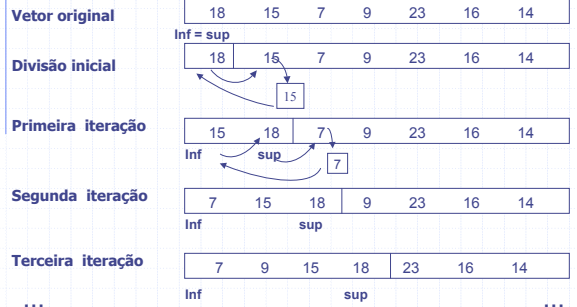 Vetor original 18 15 7 9 23 16 14
Inf = sup
Divisão inicial 18 15 7 9 23 16 14
15
Primeira iteração 15 18 7 9 23 16 14
Inf sup 7
Segunda iteração 7 15 18 9 23 16 14
Inf sup
Terceira iteração 7 9 15 18 23 16 14
Inf sup
... ...